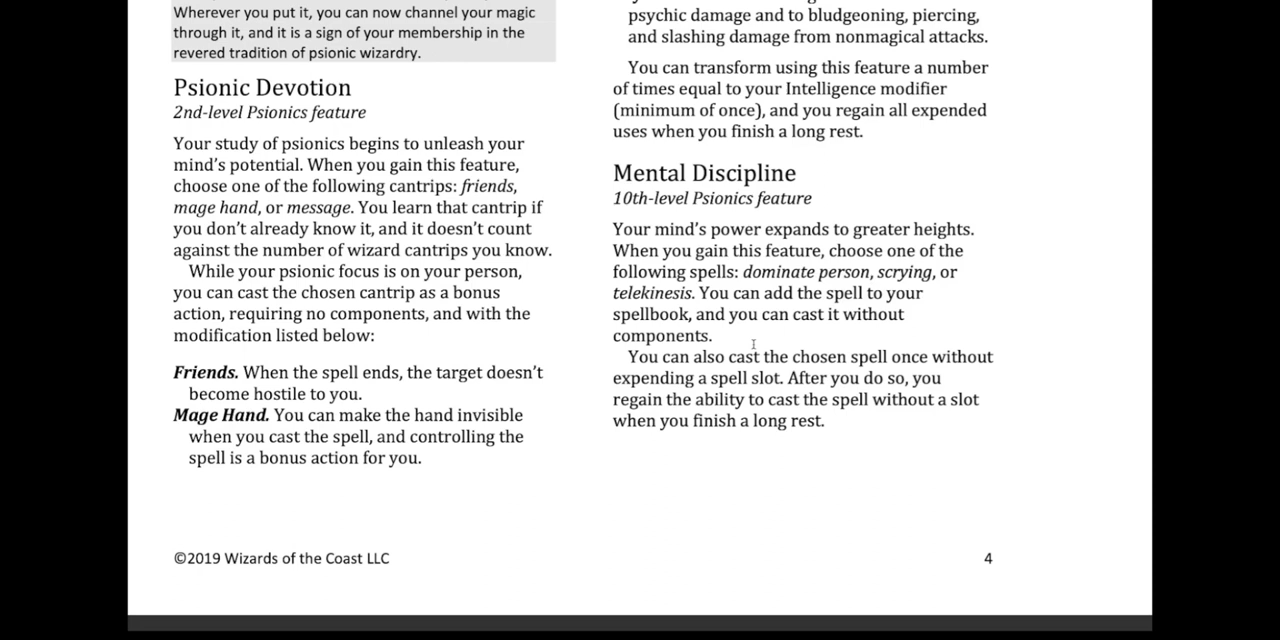 Wherever you put it, you can now channel your magic
through it, and it is a sign of your membership in the
revered tradition of psionic wizardry.
Psionic Devotion
2nd-level Psionics feature
Your study of psionics begins to unleash your
mind’s potential. When you gain this feature,
choose one of the following cantrips: friends,
mage hand, or message. You learn that cantrip if
you don’t already know it, and it doesn’t count
against the number of wizard cantrips you know.
While your psionic focus is on your person,
you can cast the chosen cantrip as a bonus
action, requiring no components, and with the
modification listed below:
Friends. When the spell ends, the target doesn’t
become hostile to you.
Mage Hand. You can make the hand invisible
when you cast the spell, and controlling the
spell is a bonus action for you.
psychic damage and to bludgeoning, piercing,
and slashing damage from nonmagical attacks.
You can transform using this feature a number
of times equal to your Intelligence modifier
(minimum of once), and you regain all expended
uses when you finish a long rest.
Mental Discipline
10th-level Psionics feature
Your mind’s power expands to greater heights.
When you gain this feature, choose one of the
following spells: dominate person, scrying, or
telekinesis. You can add the spell to your
spellbook, and you can cast it without
components.
You can also cast the chosen spell once without
expending a spell slot. After you do so, you
regain the ability to cast the spell without a slot
when you finish a long rest.
©2019 Wizards of the Coast LLC
4